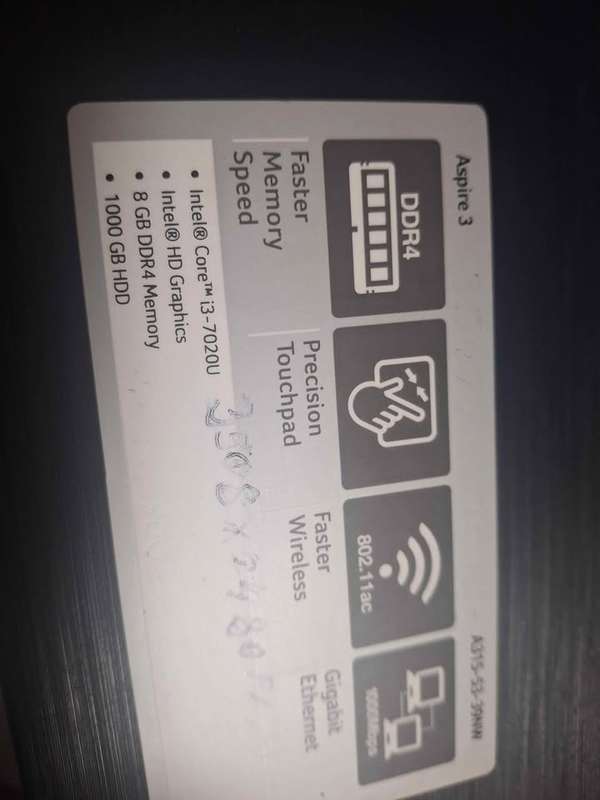 Aspire 3
A315-53-39NW
DDR4
802.11ac
1000Mbps
Faster
Memory
Speed
Precision
Touchpad
Faster
Wireless
Gigabit
Ethernet
• Intel® Core™ i3-7020U
• Intel® HD Graphics
• 8 GB DDR4 Memory
• 1000 GB HDD